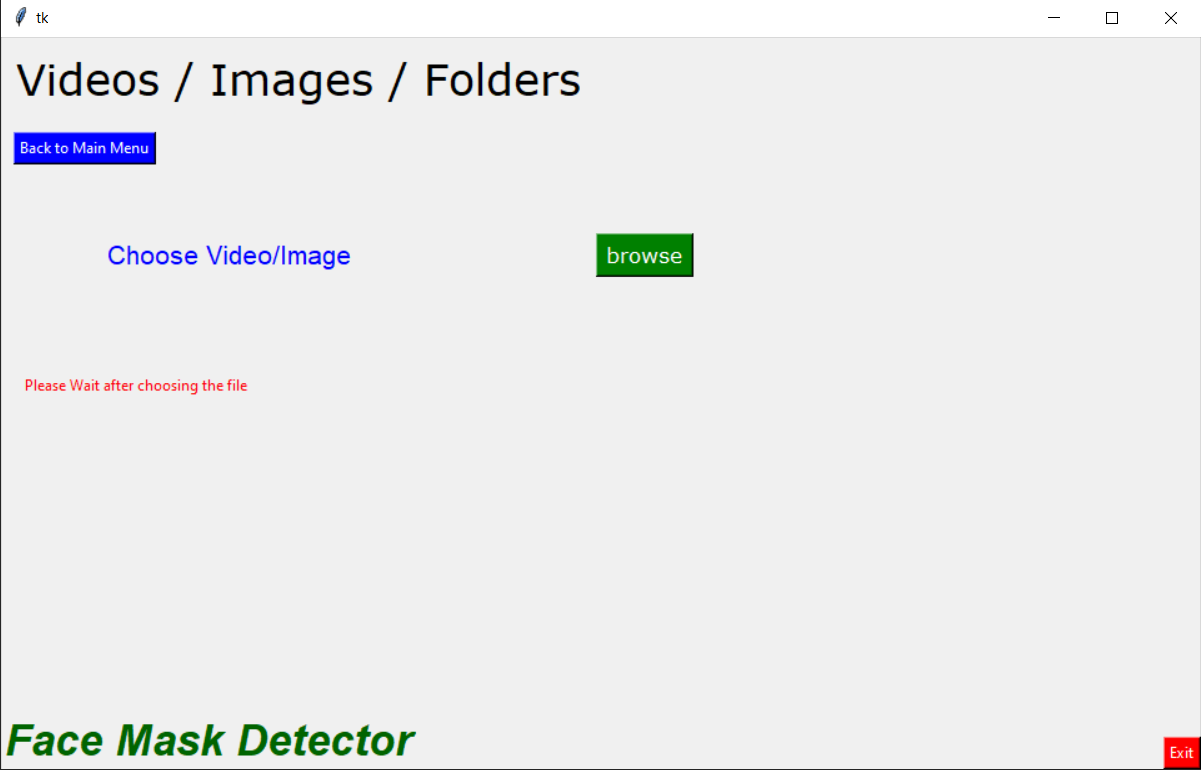 tk
Videos / Images / Folders
Back to Main Menu
Choose Video/Image
browse
Please Wait after choosing the file
Face Mask Detector
Exit